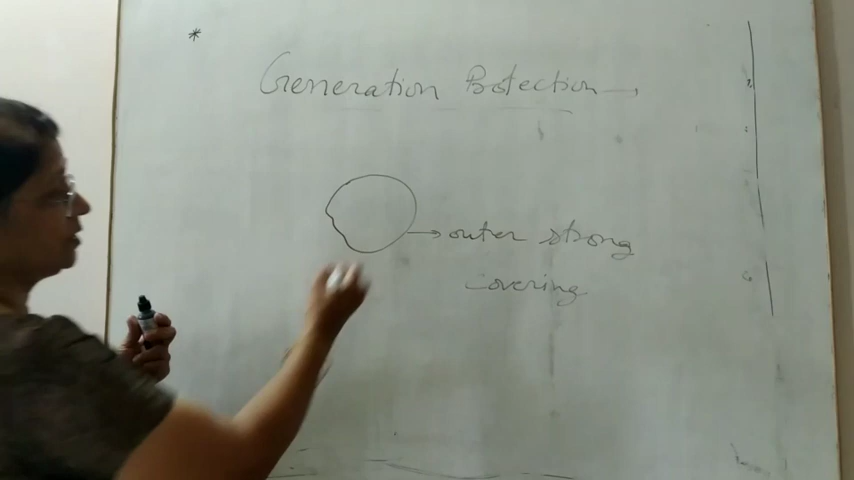 *
Generation Protection →
→ outer strong
covering